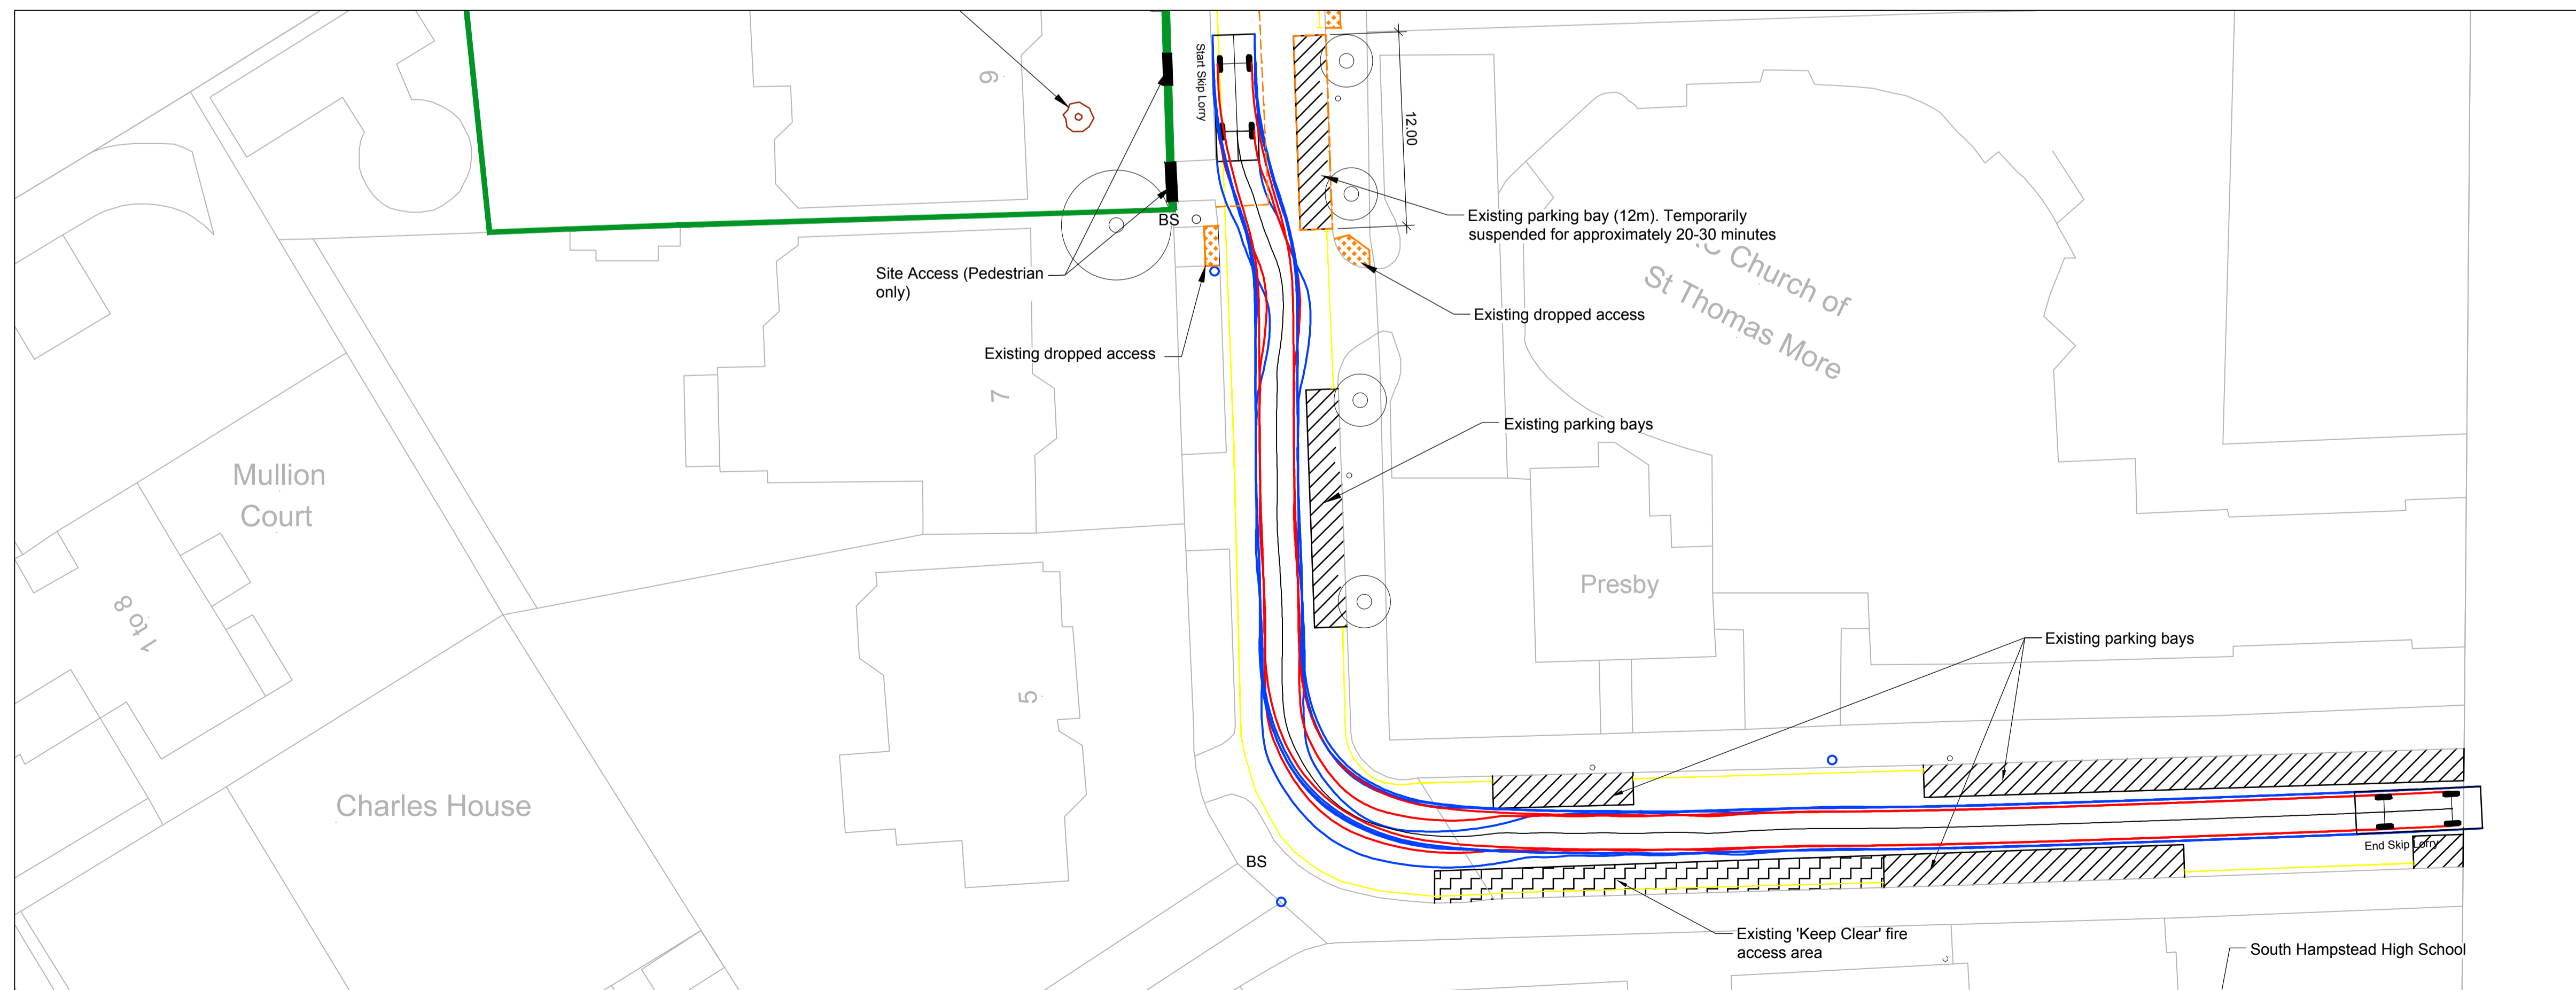 9
Start Skip Lorry
12.00
BS
Existing parking bay (12m). Temporarily
suspended for approximately 20-30 minutes
Site Access (Pedestrian
only)
C Church of
St Thomas More
Existing dropped access
Existing dropped access
7
Existing parking bays
Mullion
Court
Presby
1 to 8
Existing parking bays
5
Charles House
End Skip Lorry
BS
Existing 'Keep Clear' fire
access area
South Hampstead High School